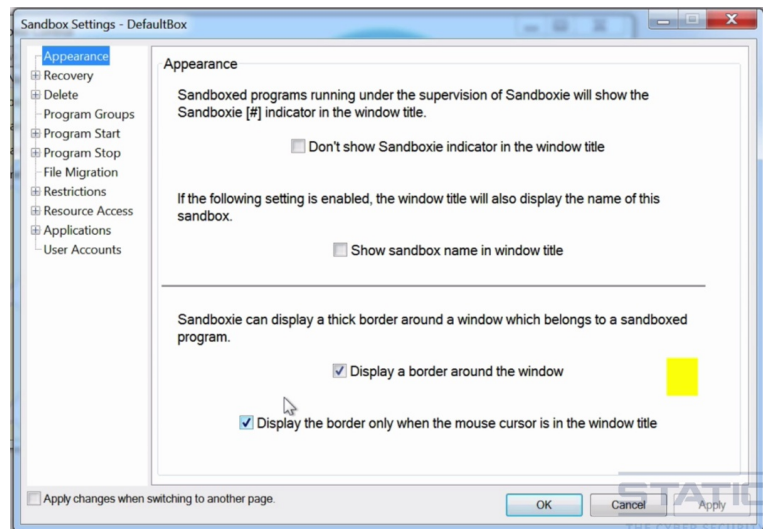 Sandbox Settings - DefaultBox
Appearance
Recovery
Delete
Program Groups
Program Start
Program Stop
File Migration
Restrictions
Resource Access
Applications
User Accounts
Appearance
Sandboxed programs running under the supervision of Sandboxie will show the
Sandboxie [#] indicator in the window title.
Don't show Sandboxie indicator in the window title
If the following setting is enabled, the window title will also display the name of this
sandbox.
Show sandbox name in window title
Sandboxie can display a thick border around a window which belongs to a sandboxed
program.
Display a border around the window
Display the border only when the mouse cursor is in the window title
Apply changes when switching to another page.
OK
Cancel
Apply
STATIC
THE CYBER SECURIT